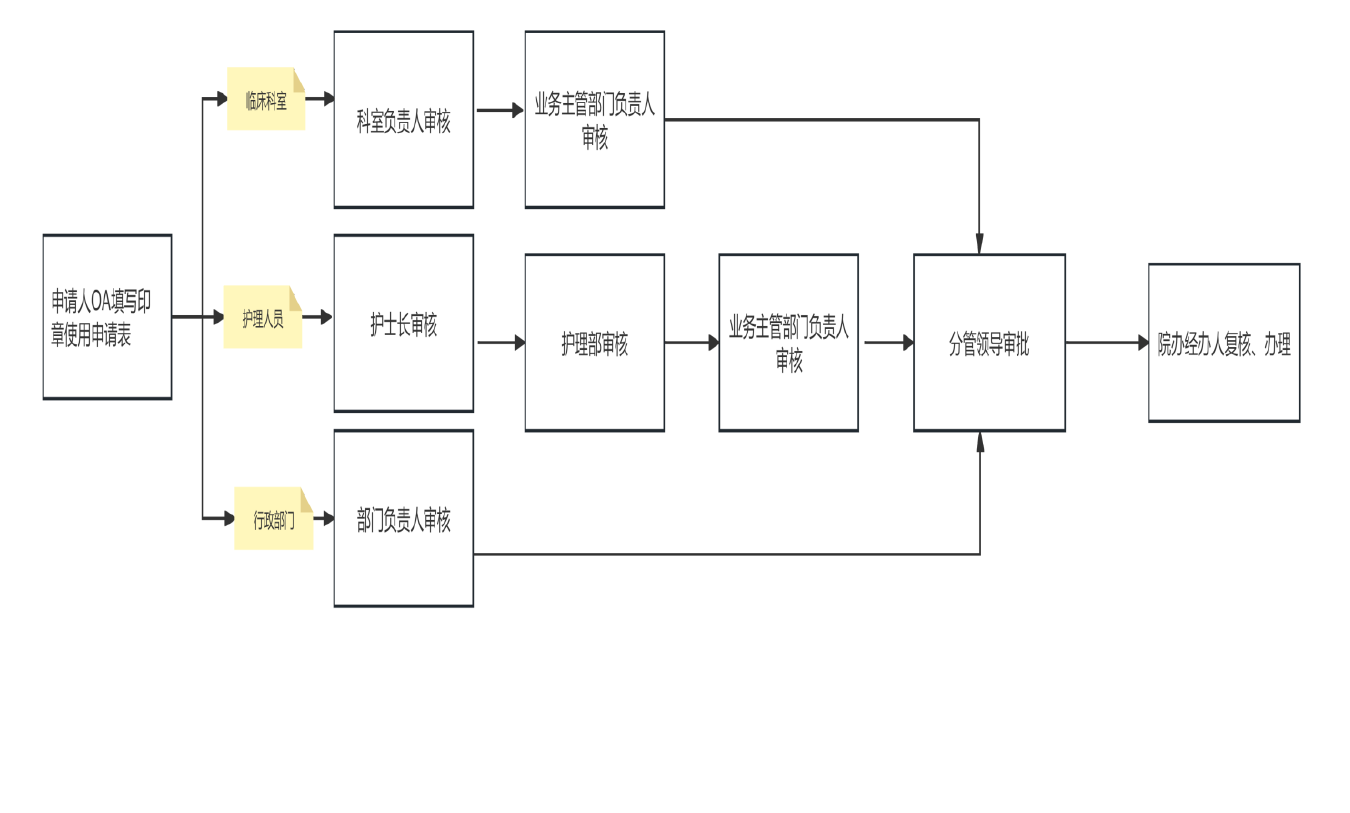 临床科室
科室负责人审核
业务主管部门负责人
审核
申请人OA填写印
章使用申请表
护理人员
护士长审核
护理部审核
业务主管部门负责人
审核
分管领导审批
院办经办人复核、办理
行政部门
部门负责人审核